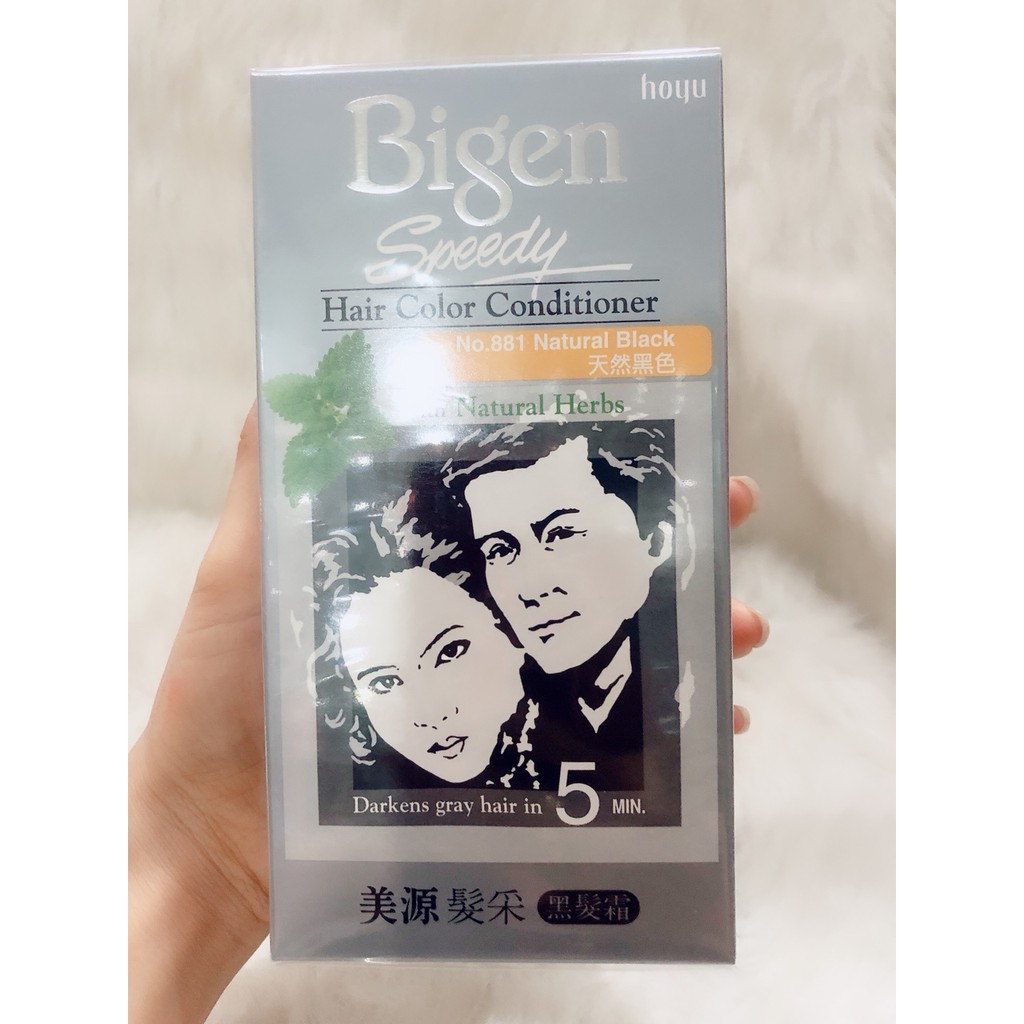 hoyu
Bigen
Speedy
Hair Color Conditioner
No.881 Natural Black
天然黑色
Natural Herbs
Darkens gray hair in 5 MIN.
美源髮采 黑髮霜